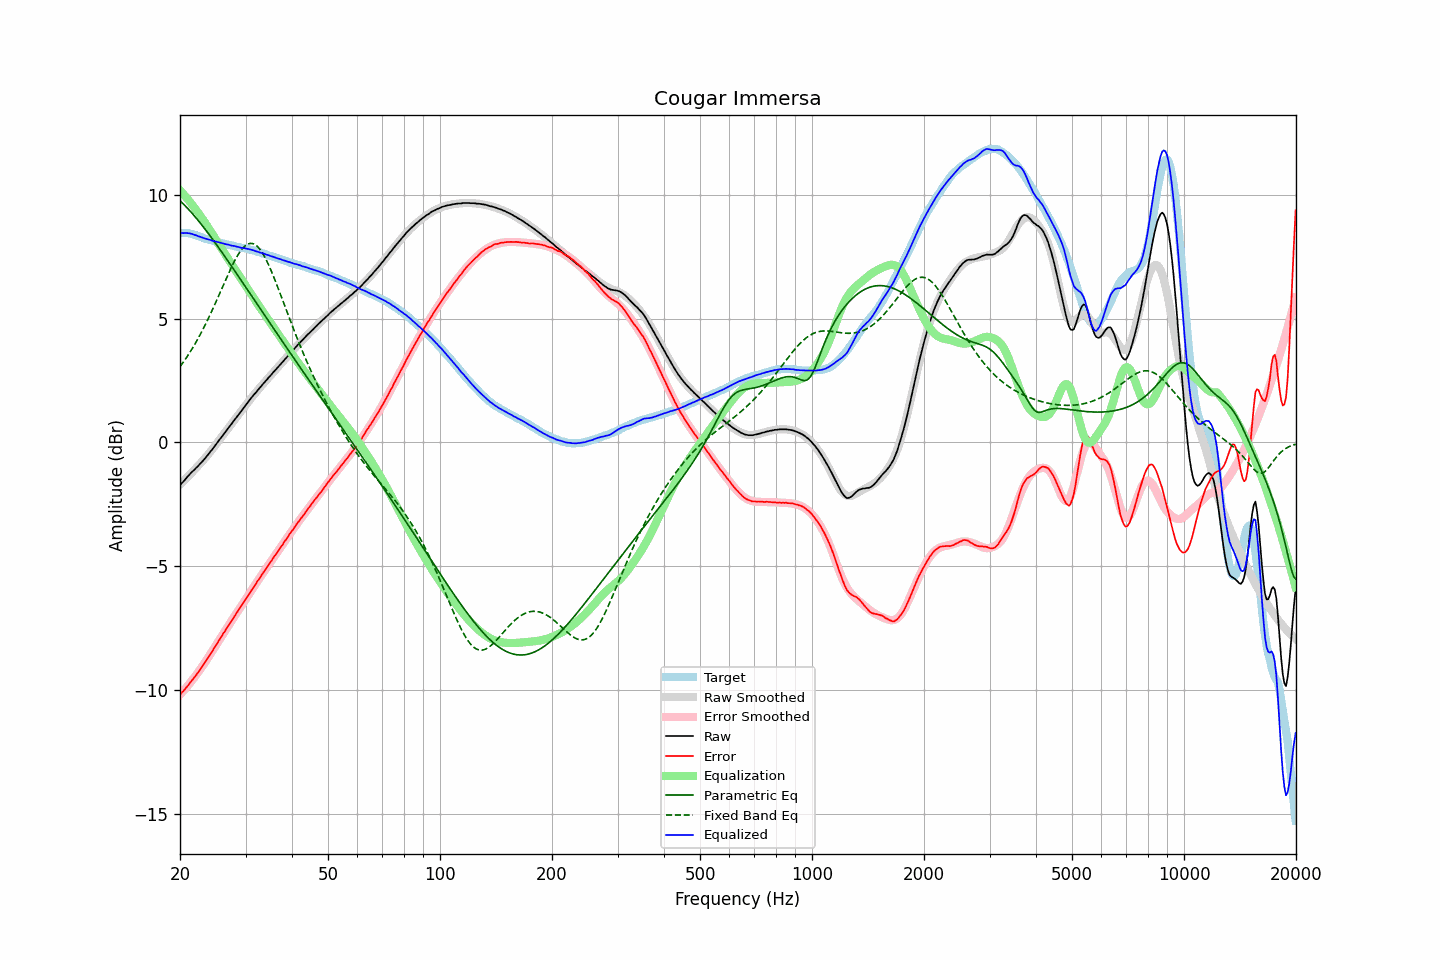 Cougar Immersa
Amplitude (dBr)
10
5
0
−5
−10
−15
Target
Raw Smoothed
Error Smoothed
Raw
Error
Equalization
Parametric Eq
Fixed Band Eq
Equalized
20 50 100 200 500 1000 2000 5000 10000 20000
Frequency (Hz)